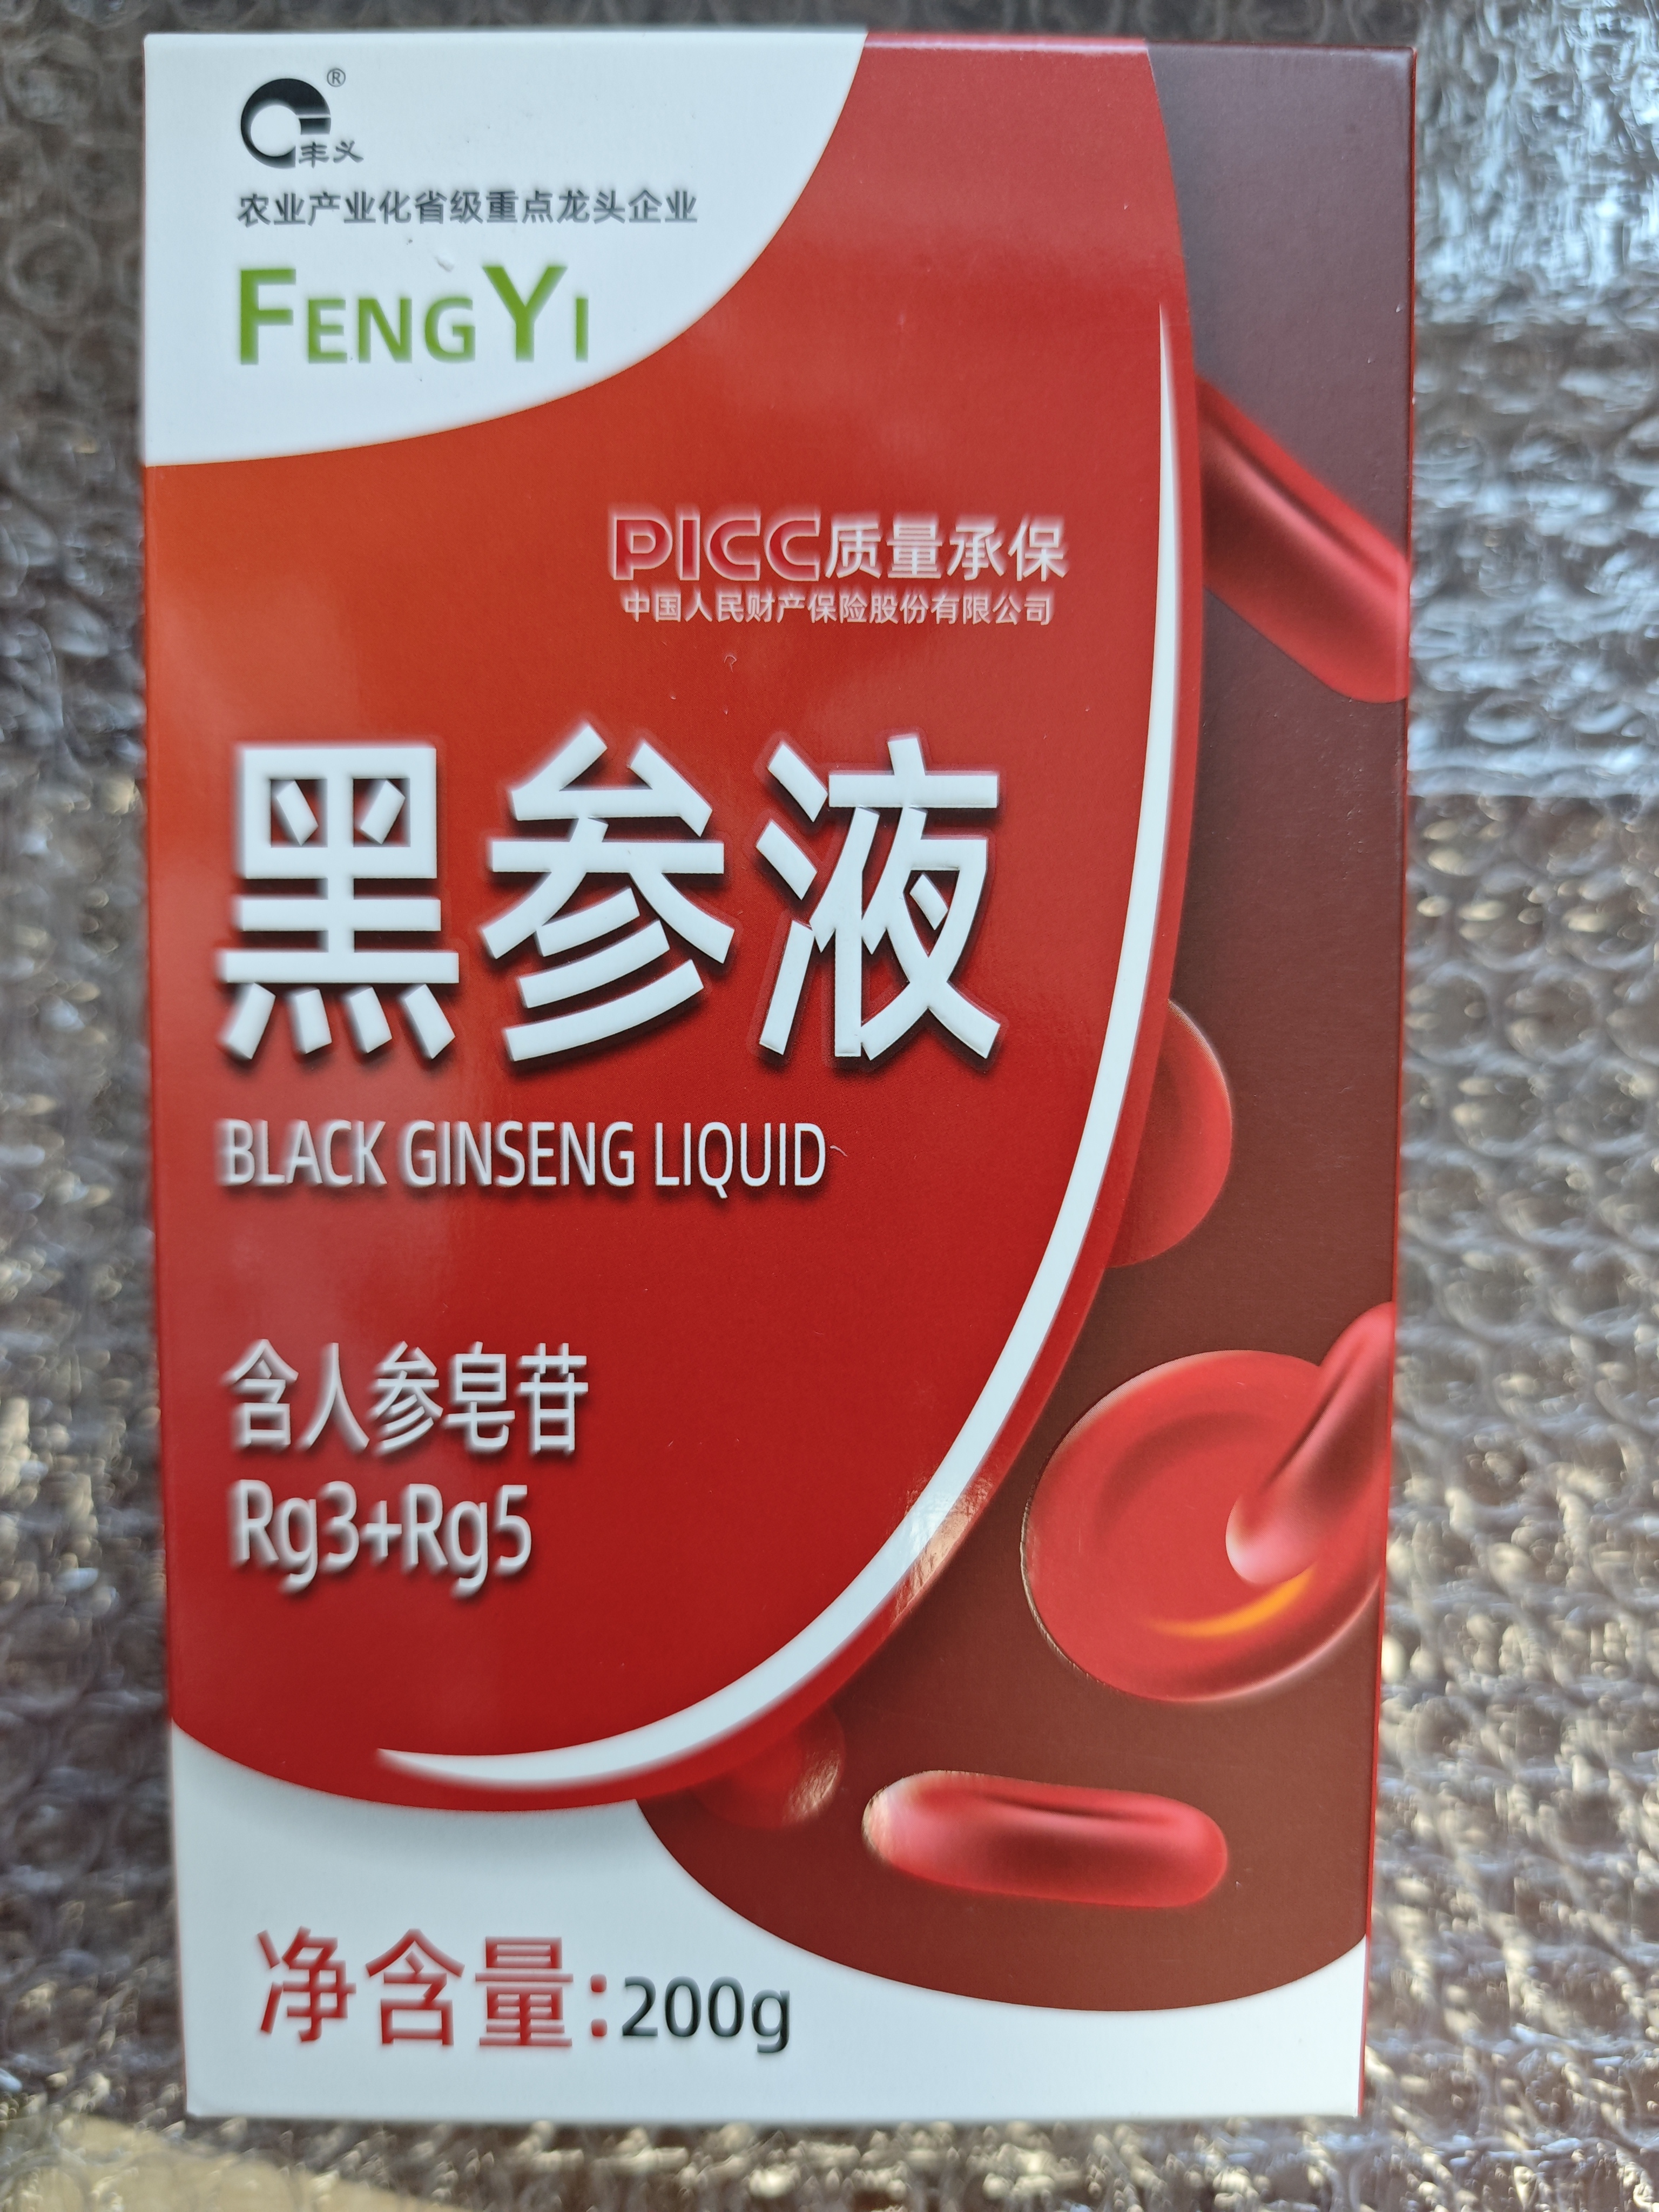 ®
丰义
农业产业化省级重点龙头企业
FENGYI
PICC质量承保
中国人民财产保险股份有限公司
黑参液
BLACK GINSENG LIQUID
含人参皂苷
Rg3+Rg5
净含量:200g